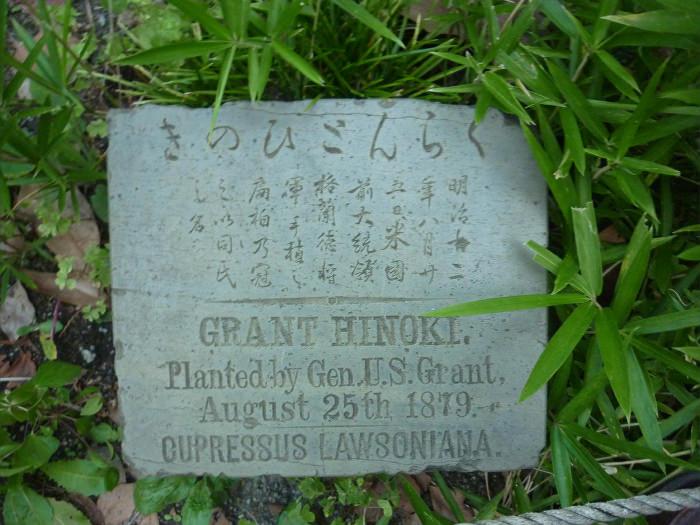 くらんどひのき
明治十二
年八月廿
五日米國
前大統領
格蘭徳将
軍手植之
扁柏乃冠
之以同氏
之名
GRANT HINOKI.
Planted by Gen. U.S. Grant,
August 25th 1879.
CUPRESSUS LAWSONIANA.